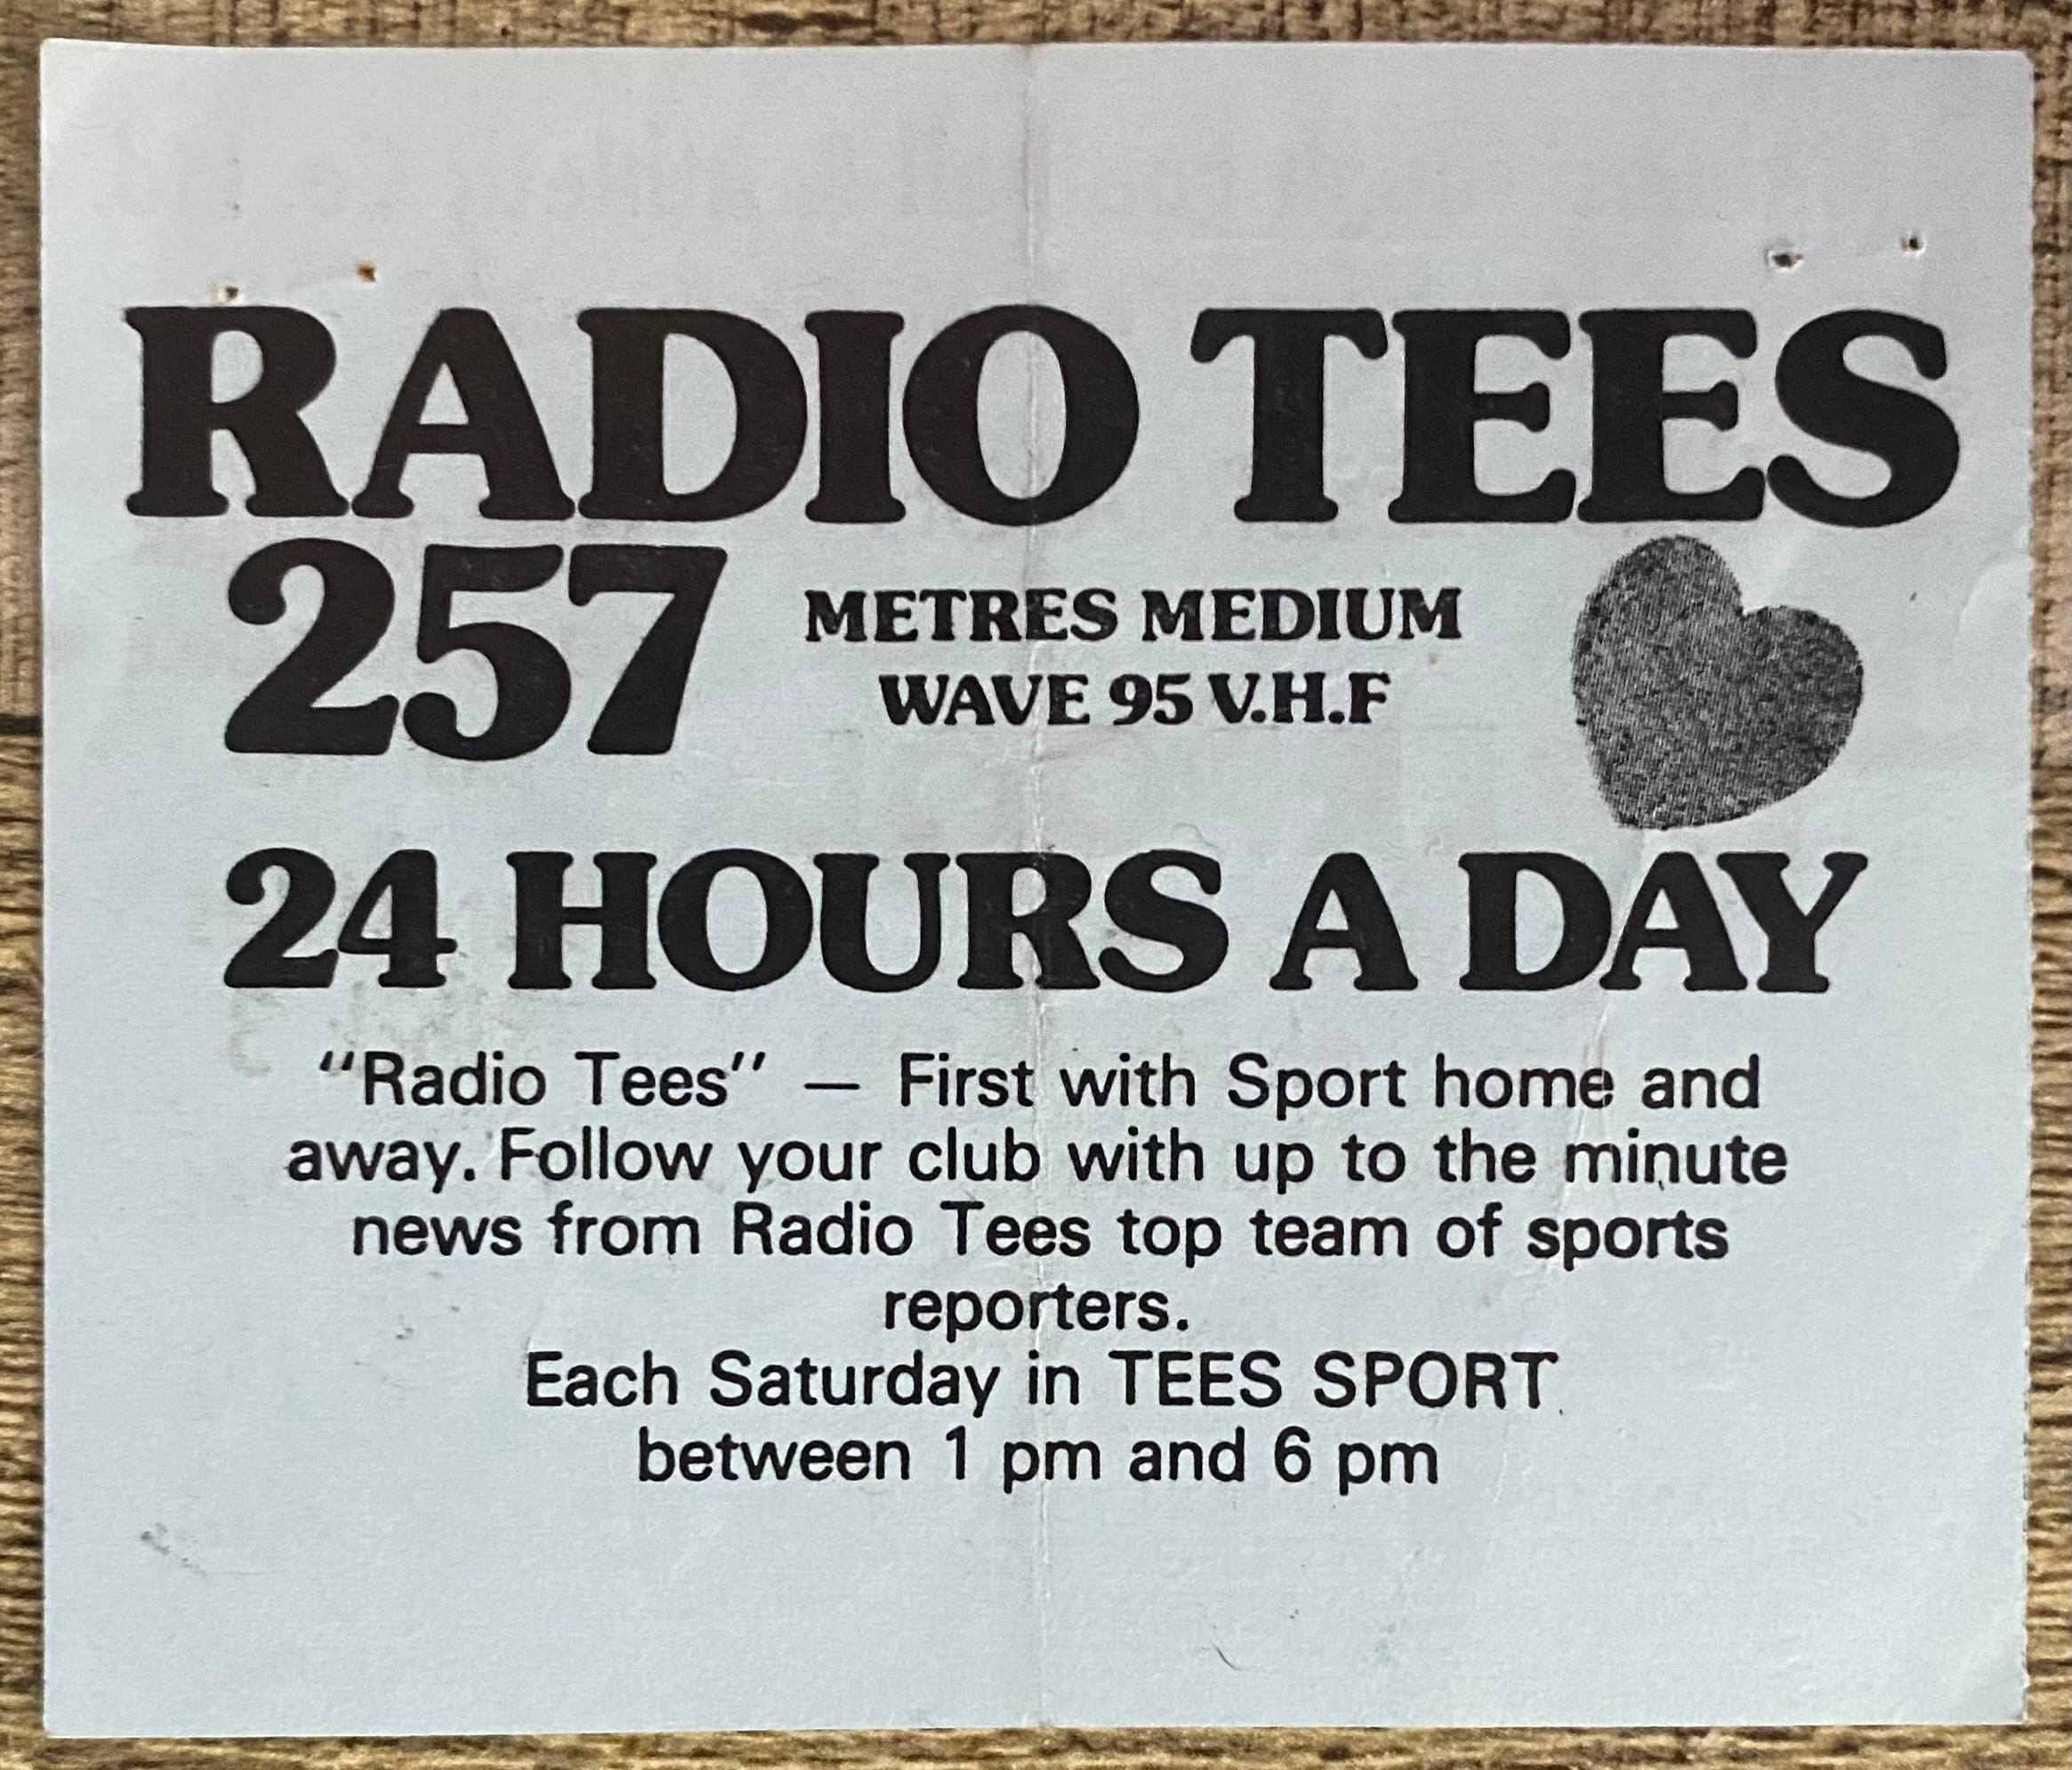 RADIO TEES
257 METRES MEDIUM
WAVE 95 V.H.F
24 HOURS A DAY
"Radio Tees" — First with Sport home and
away. Follow your club with up to the minute
news from Radio Tees top team of sports
reporters.
Each Saturday in TEES SPORT
between 1 pm and 6 pm